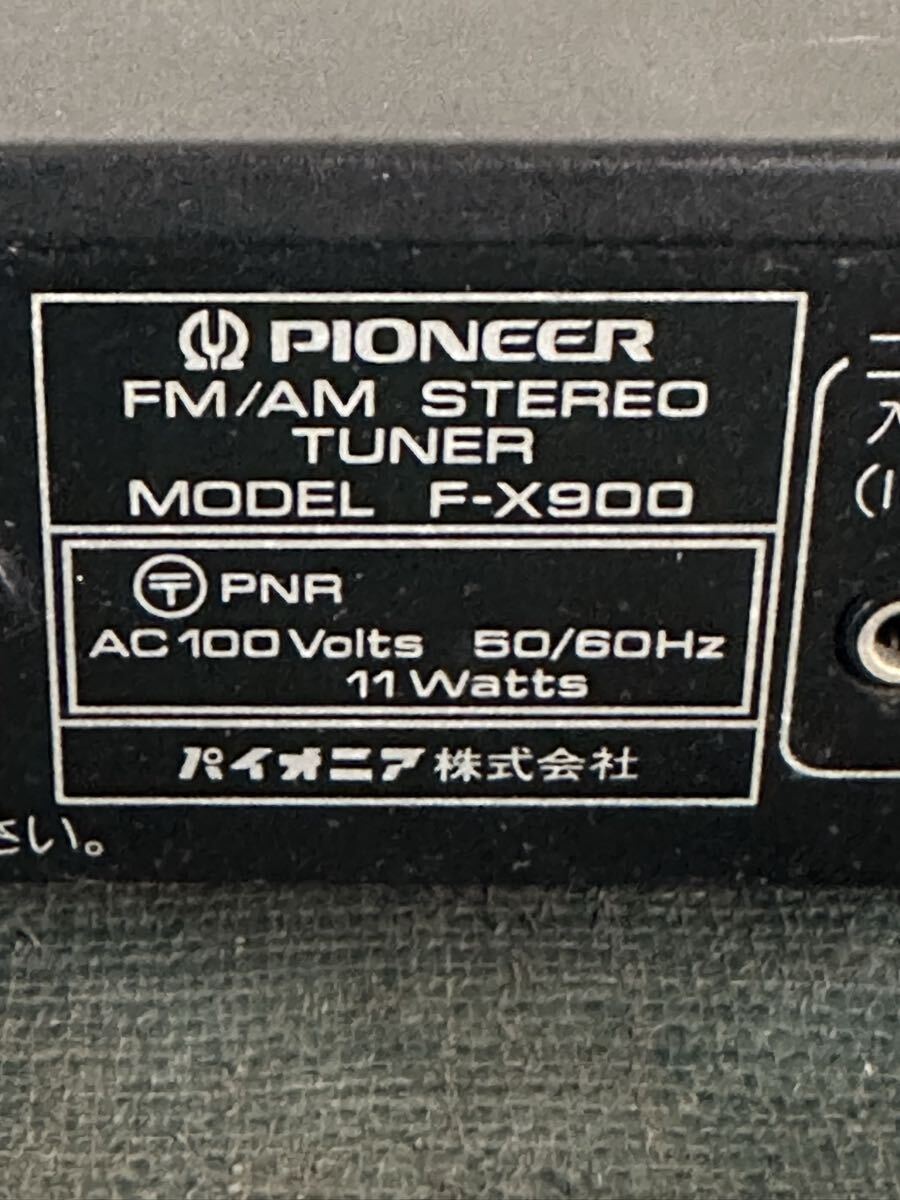 PIONEER
FM/AM STEREO
TUNER
MODEL F-X900
〒 PNR
AC 100 Volts 50/60Hz
11 Watts
パイオニア株式会社
さい。